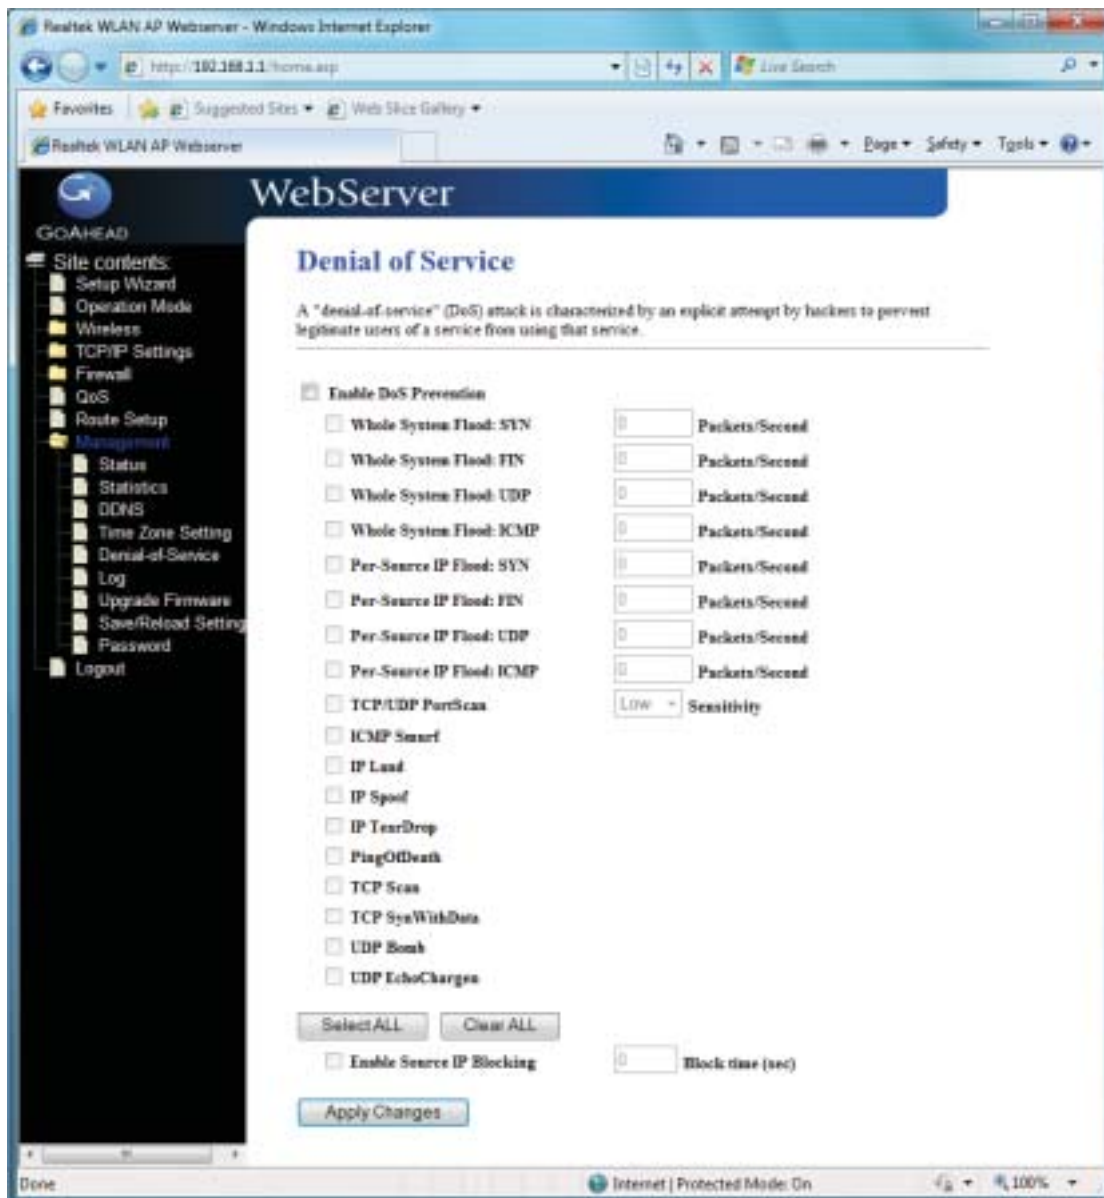 Realtek WLAN AP Webserver - Windows Internet Explorer
http://192.168.1.1/home.asp
Live Search
Favorites
Suggested Sites
Web Slice Gallery
Realtek WLAN AP Webserver
Page
Safety
Tools
WebServer
GOAHEAD
Site contents:
Setup Wizard
Operation Mode
Wireless
TCP/IP Settings
Firewall
QoS
Route Setup
Management
Status
Statistics
DDNS
Time Zone Setting
Denial-of-Service
Log
Upgrade Firmware
Save/Reload Setting
Password
Logout
Denial of Service
A "denial-of-service" (DoS) attack is characterized by an explicit attempt by hackers to prevent
legitimate users of a service from using that service.
Enable DoS Prevention
Whole System Flood: SYN 0 Packets/Second
Whole System Flood: FIN 0 Packets/Second
Whole System Flood: UDP 0 Packets/Second
Whole System Flood: ICMP 0 Packets/Second
Per-Source IP Flood: SYN 0 Packets/Second
Per-Source IP Flood: FIN 0 Packets/Second
Per-Source IP Flood: UDP 0 Packets/Second
Per-Source IP Flood: ICMP 0 Packets/Second
TCP/UDP PortScan Low Sensitivity
ICMP Smurf
IP Land
IP Spoof
IP TearDrop
PingOfDeath
TCP Scan
TCP SynWithData
UDP Bomb
UDP EchoChargen
Select ALL Clear ALL
Enable Source IP Blocking 0 Block time (sec)
Apply Changes
Done
Internet | Protected Mode: On
100%